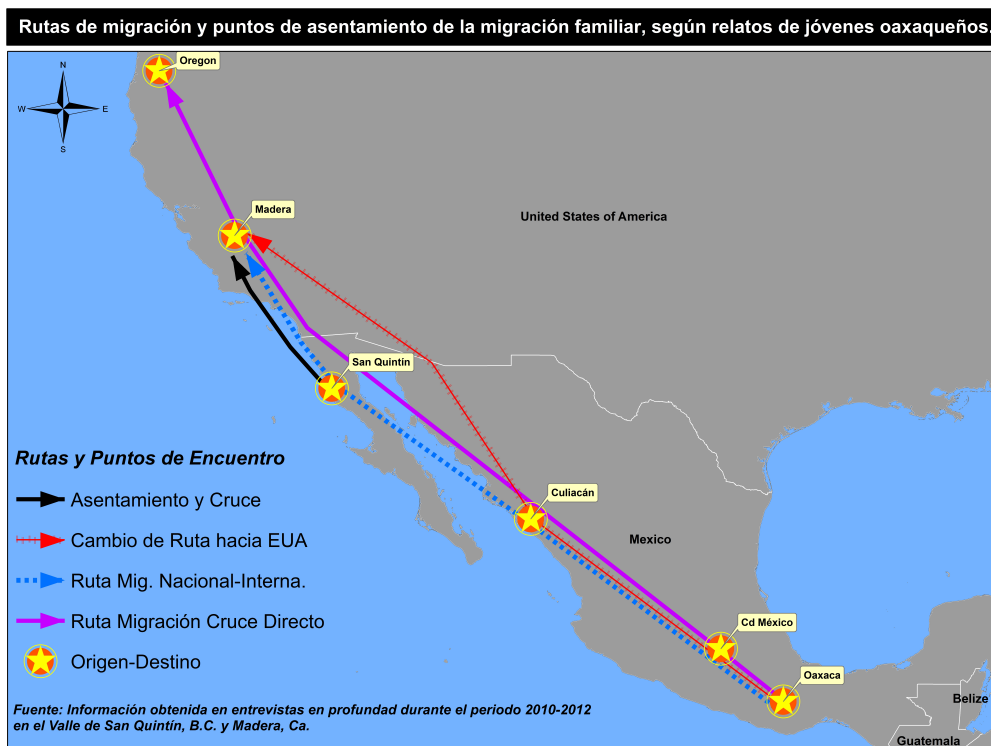 Rutas de migración y puntos de asentamiento de la migración familiar, según relatos de jóvenes oaxaqueños.
Oregon
N
W
E
S
Madera
United States of America
San Quintín
Rutas y Puntos de Encuentro
Asentamiento y Cruce
Culiacán
Cambio de Ruta hacia EUA
Mexico
Ruta Mig. Nacional-Interna.
Ruta Migración Cruce Directo
Cd México
Origen-Destino
Oaxaca
Belize
Fuente: Información obtenida en entrevistas en profundad durante el periodo 2010-2012
en el Valle de San Quintín, B.C. y Madera, Ca.
Guatemala